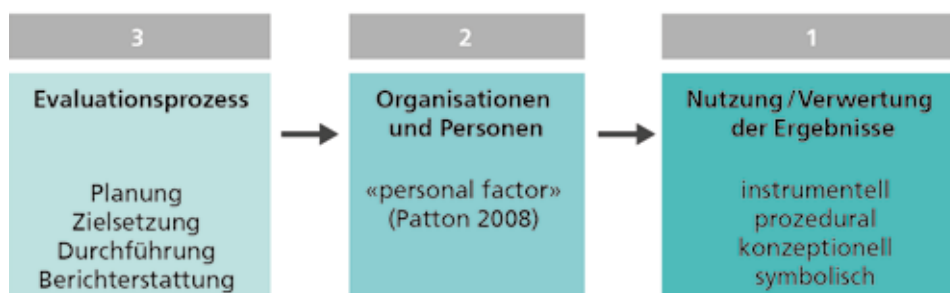 3
Evaluationsprozess
Planung
Zielsetzung
Durchführung
Berichterstattung
2
Organisationen
und Personen
«personal factor»
(Patton 2008)
1
Nutzung/Verwertung
der Ergebnisse
instrumentell
prozedural
konzeptionell
symbolisch